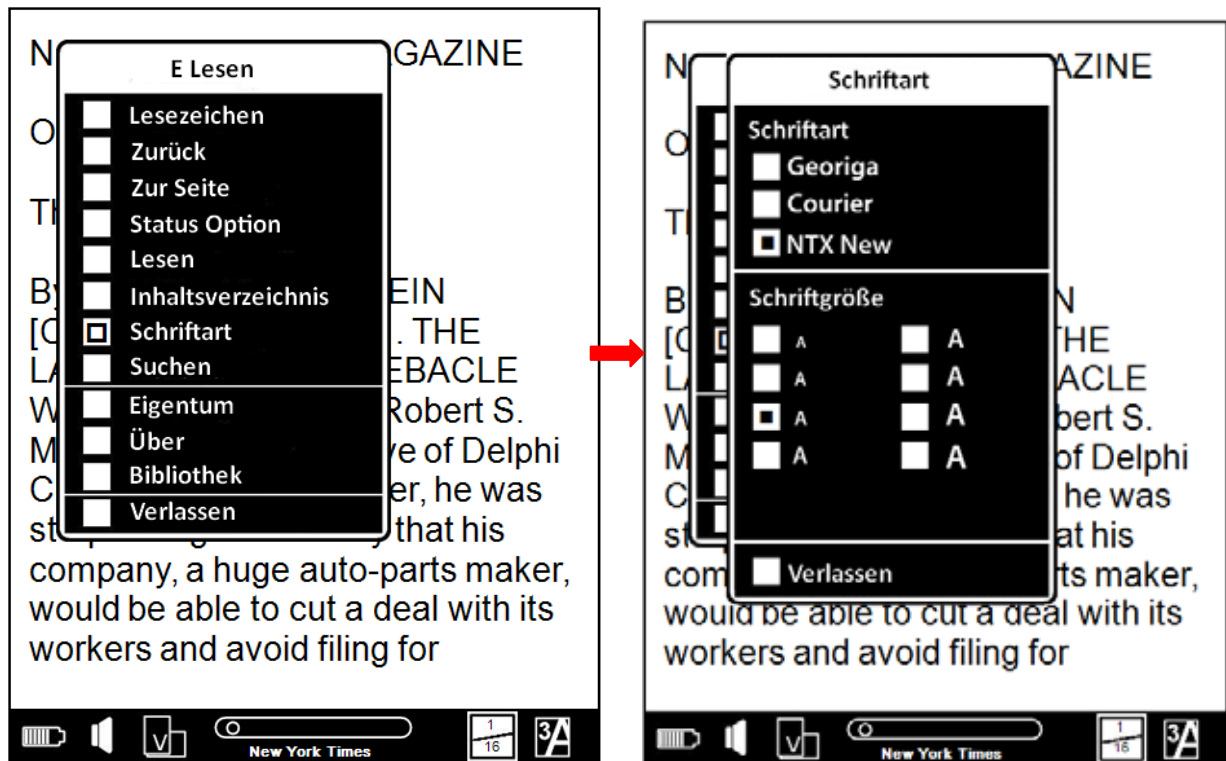 N GAZINE
E Lesen
Lesezeichen
O
Zurück
Zur Seite
Th
Status Option
Lesen
By EIN
Inhaltsverzeichnis
[C . THE
Schriftart
LA EBACLE
Suchen
W Robert S.
Eigentum
M ve of Delphi
Über
Bibliothek
C er, he was
Verlassen
st y that his
company, a huge auto-parts maker,
would be able to cut a deal with its
workers and avoid filing for
New York Times
1
16
3A
N AZINE
Schriftart
Schriftart
O
Georiga
Courier
Th
NTX New
B N
Schriftgröße
[C THE
A A
LA ACLE
A A
W bert S.
A A
M of Delphi
A A
C he was
st at his
com ts maker,
Verlassen
would be able to cut a deal with its
workers and avoid filing for
New York Times
1
16
3A